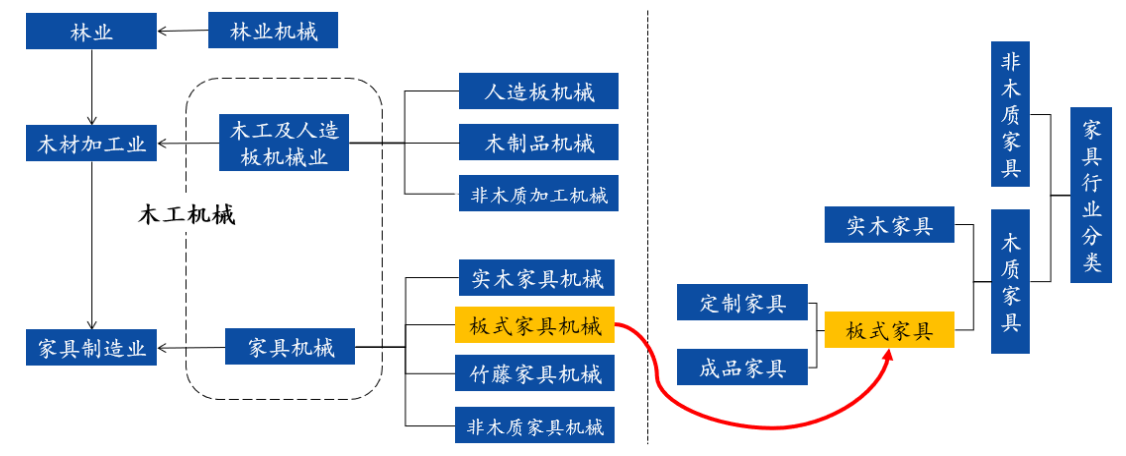 林业
林业机械
木材加工业
木工及人造
板机械业
人造板机械
木制品机械
非木质加工机械
木工机械
家具制造业
家具机械
实木家具机械
板式家具机械
竹藤家具机械
非木质家具机械
定制家具
成品家具
实木家具
板式家具
非木质家具
木质家具
家具行业分类